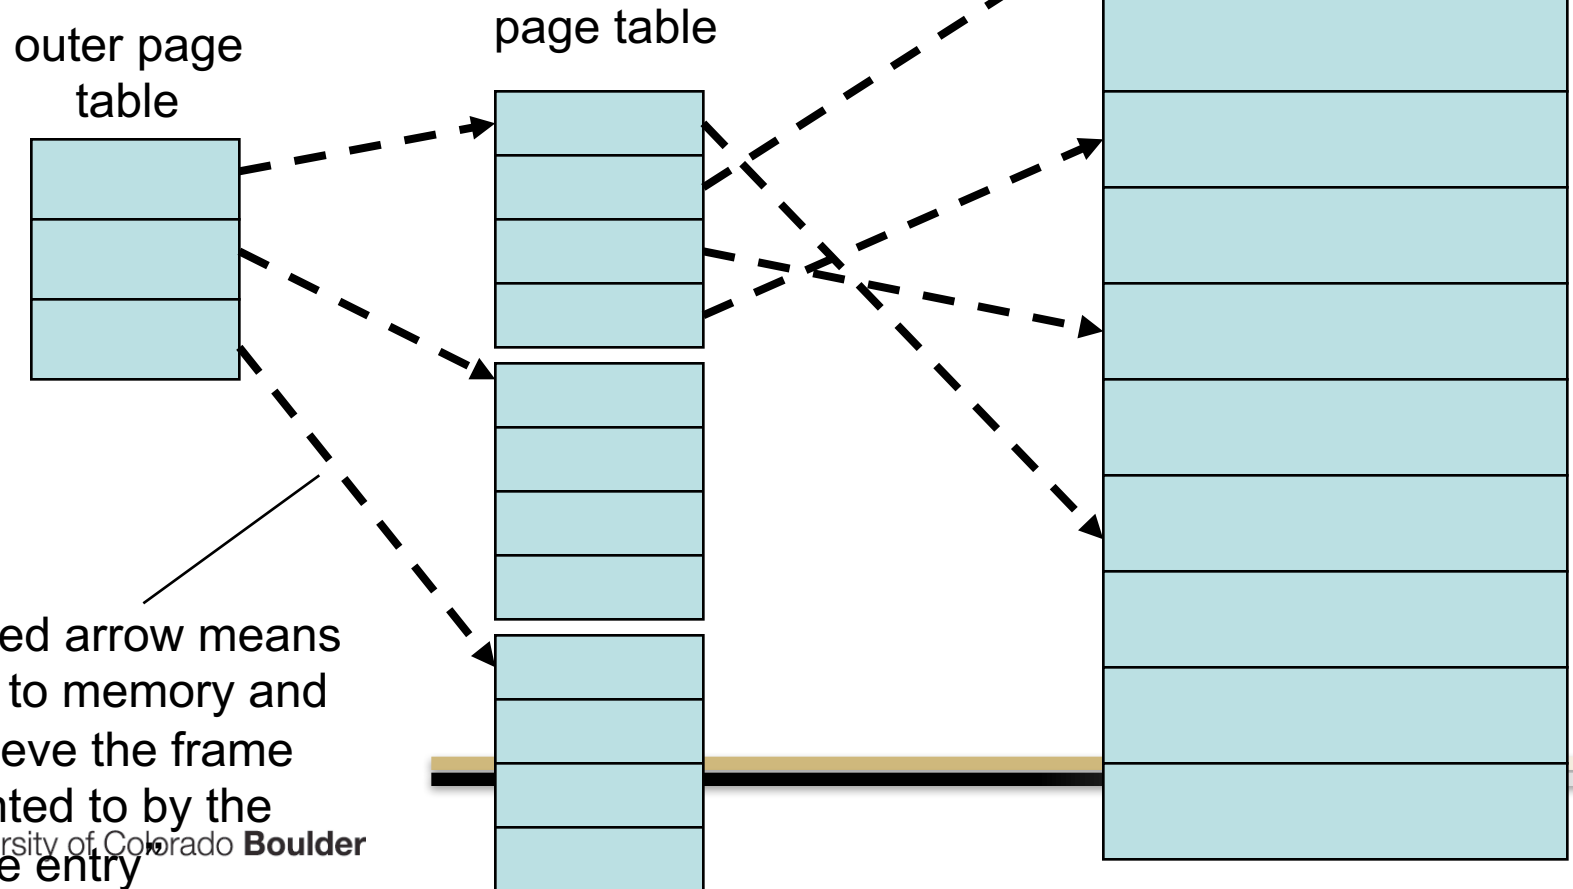 outer page
table
page table
ed arrow means
to memory and
eve the frame
nted to by the
rsity of Colorado Boulder
e entry”